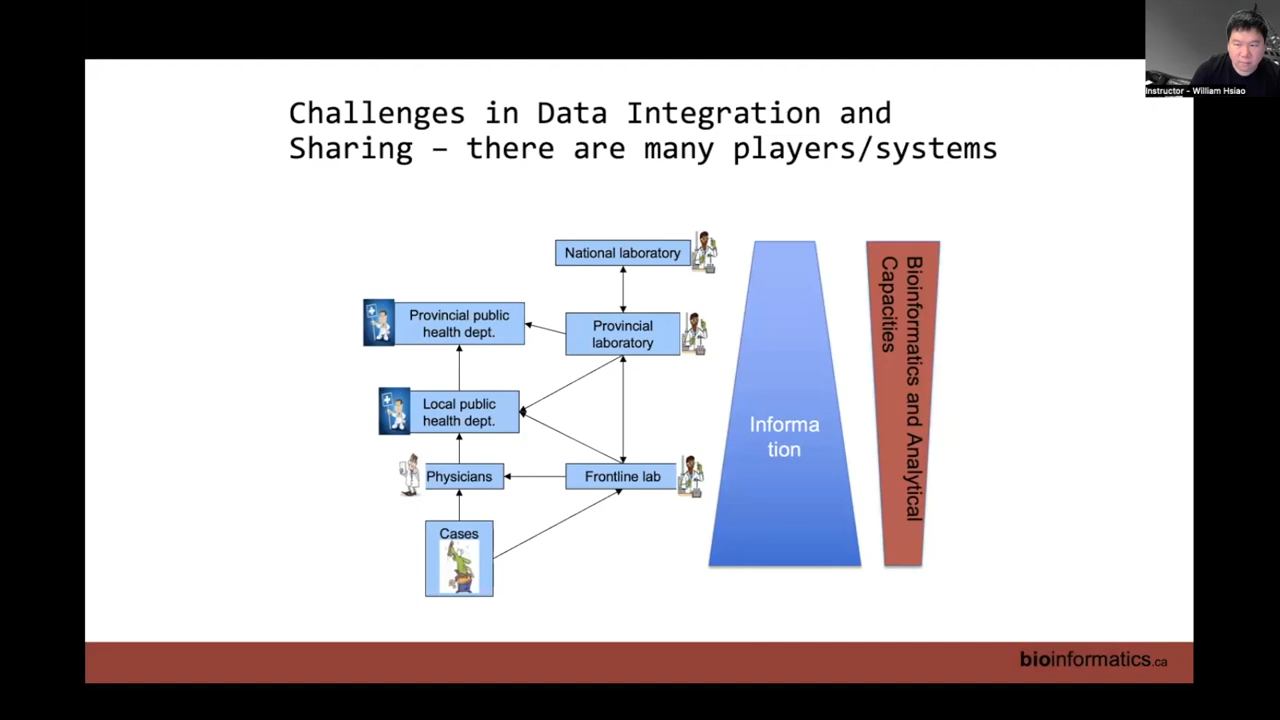 Instructor - William Hsiao
Challenges in Data Integration and
Sharing – there are many players/systems
National laboratory
Provincial public
health dept.
Provincial
laboratory
Local public
health dept.
Physicians
Frontline lab
Cases
Informa
tion
Bioinformatics and Analytical
Capacities
bioinformatics.ca